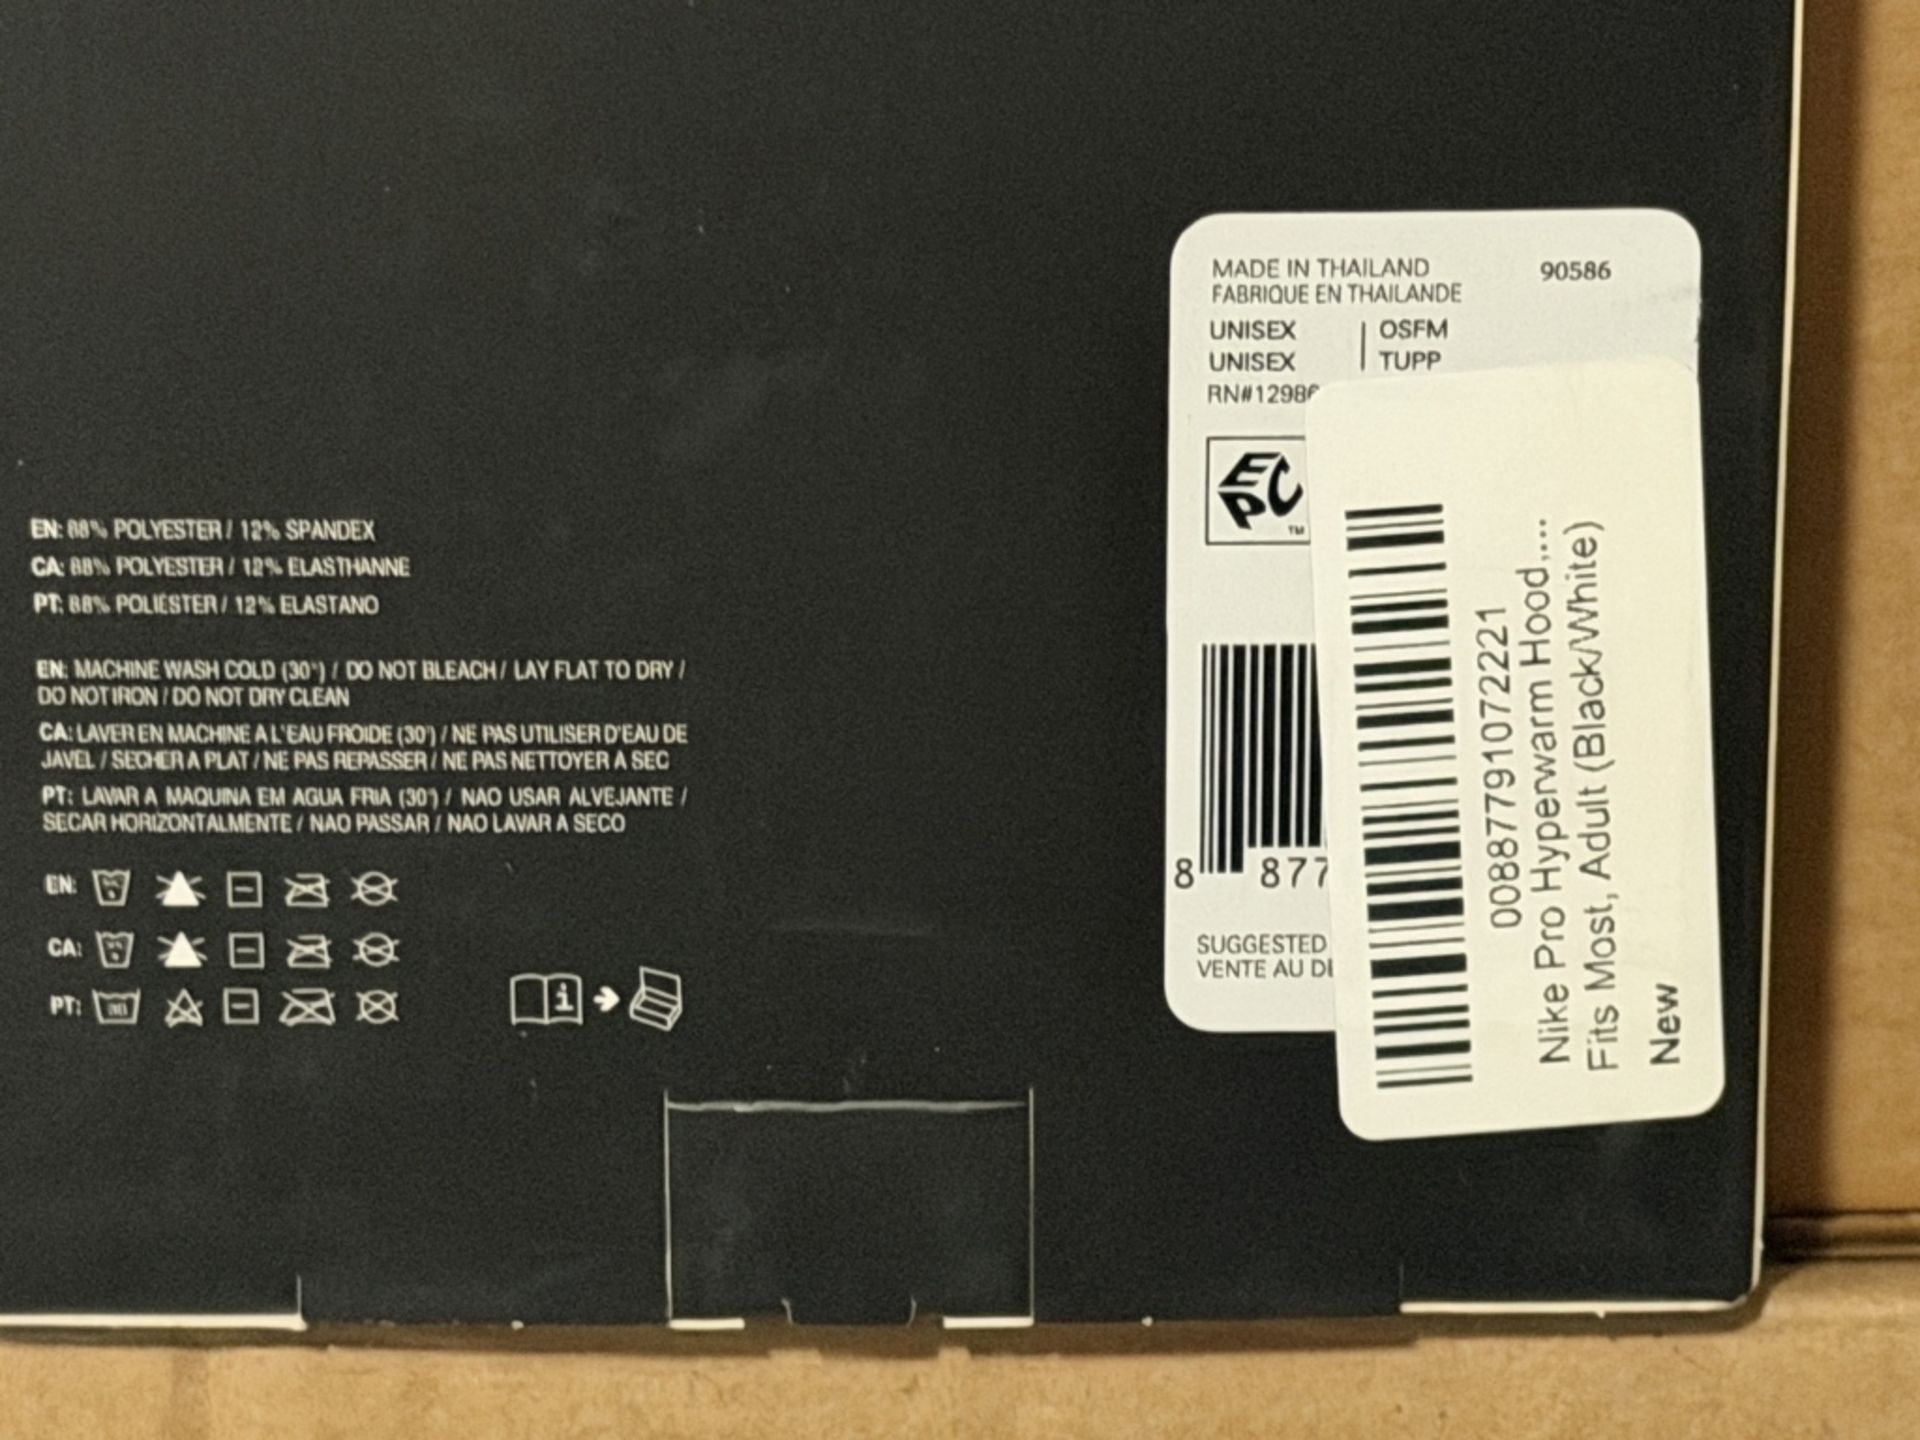 EN: 88% POLYESTER / 12% SPANDEX
CA: 88% POLYESTER / 12% ELASTHANNE
PT: 88% POLIÉSTER / 12% ELASTANO
EN: MACHINE WASH COLD (30°) / DO NOT BLEACH / LAY FLAT TO DRY /
DO NOT IRON / DO NOT DRY CLEAN
CA: LAVER EN MACHINE A L'EAU FROIDE (30°) / NE PAS UTILISER D'EAU DE
JAVEL / SECHER A PLAT / NE PAS REPASSER / NE PAS NETTOYER A SEC
PT: LAVAR A MAQUINA EM AGUA FRIA (30°) / NAO USAR ALVEJANTE /
SECAR HORIZONTALMENTE / NAO PASSAR / NAO LAVAR A SECO
EN:
CA:
PT:
MADE IN THAILAND 90586
FABRIQUE EN THAILANDE
UNISEX | OSFM
UNISEX | TUPP
RN#12986
EPC™
8 877
SUGGESTED
VENTE AU DE
00887791072221
Nike Pro Hyperwarm Hood,...
Fits Most, Adult (Black/White)
New